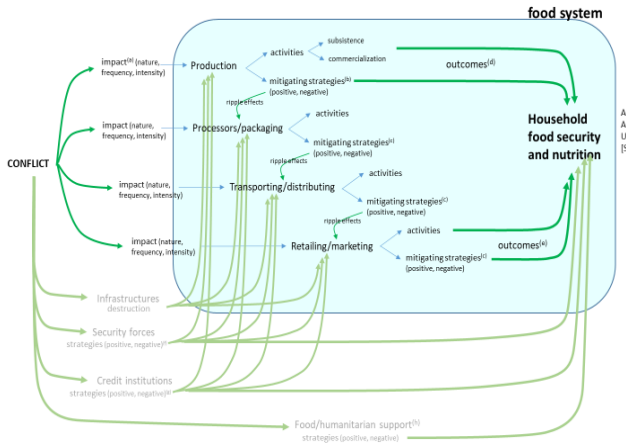 food system
impact(a) (nature,
frequency, intensity)
Production
activities
subsistence
commercialization
outcomes(d)
mitigating strategies(b)
(positive, negative)
ripple effects
impact (nature,
frequency, intensity)
Processors/packaging
activities
mitigating strategies(c)
(positive, negative)
ripple effects
Household
food security
and nutrition
A
A
U
[S
CONFLICT
impact (nature,
frequency, intensity)
Transporting/distributing
activities
mitigating strategies(c)
(positive, negative)
ripple effects
impact (nature,
frequency, intensity)
Retailing/marketing
activities
mitigating strategies(c)
(positive, negative)
outcomes(e)
Infrastructures
destruction
Security forces
strategies (positive, negative)
Credit institutions
strategies (positive, negative)
Food/humanitarian support
strategies (positive, negative)